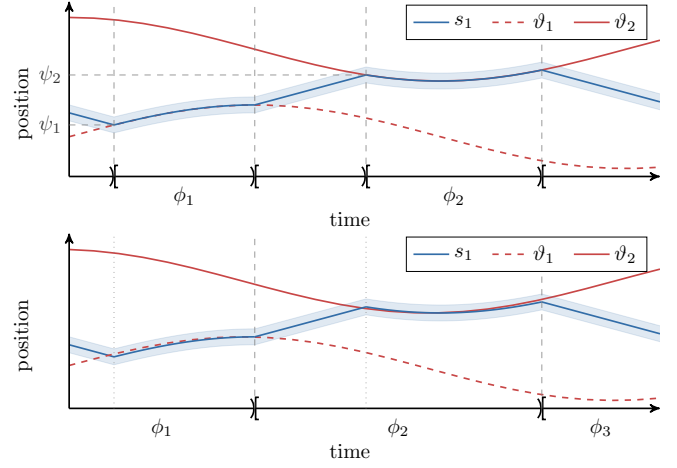 s₁ ϑ₁ ϑ₂
ψ₂
ψ₁
position
)[ )[ )[ )[
ϕ₁ ϕ₂
time
s₁ ϑ₁ ϑ₂
position
)[ )[
ϕ₁ ϕ₂ ϕ₃
time